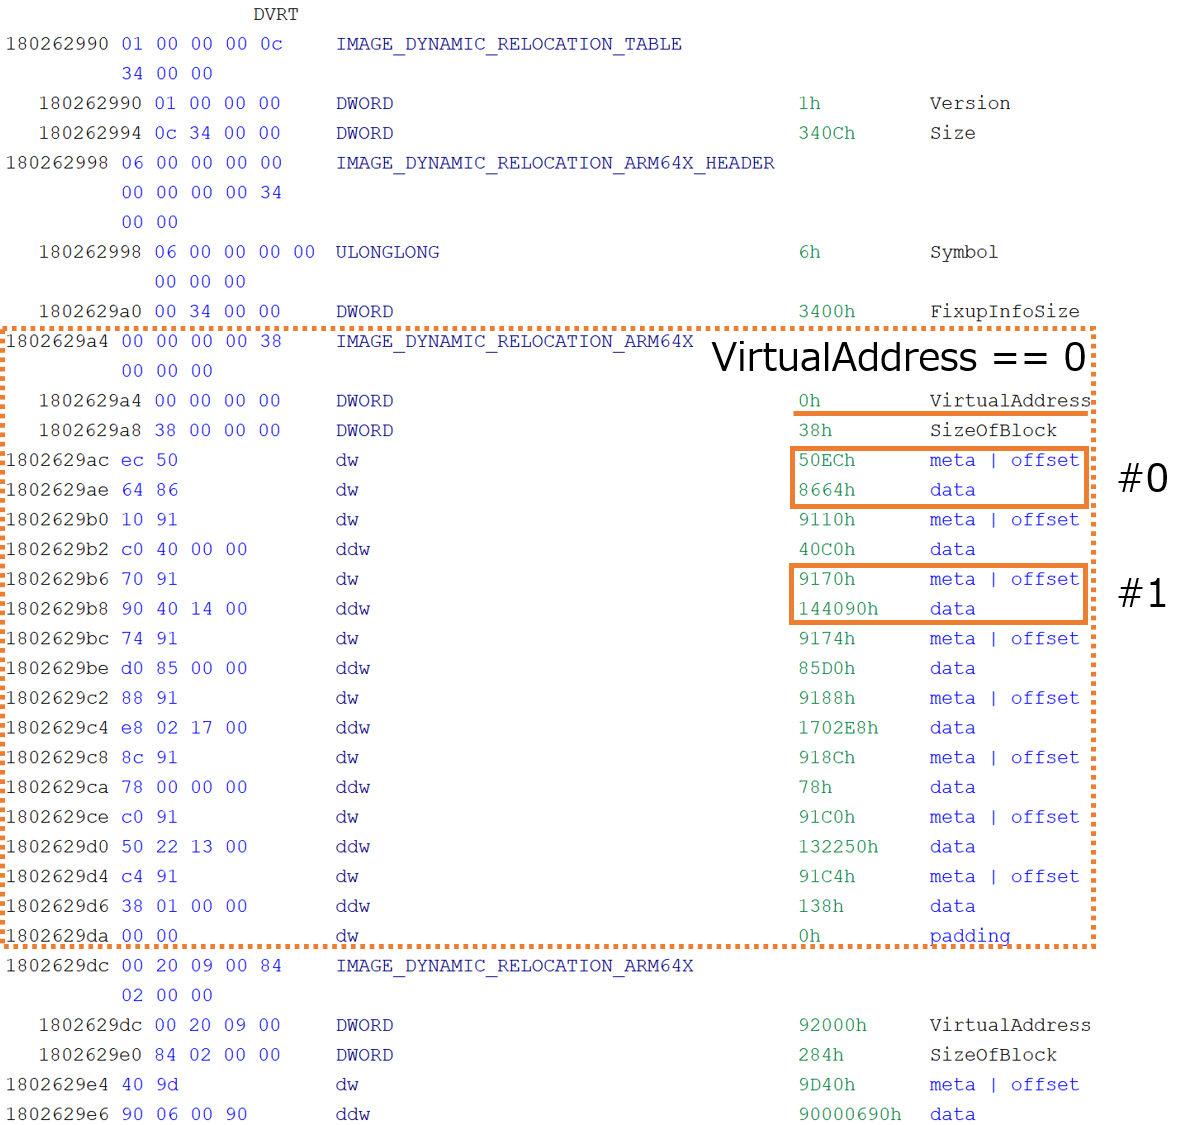 DVRT
180262990 01 00 00 00 0c IMAGE_DYNAMIC_RELOCATION_TABLE
34 00 00
180262990 01 00 00 00 DWORD 1h Version
180262994 0c 34 00 00 DWORD 340Ch Size
180262998 06 00 00 00 00 IMAGE_DYNAMIC_RELOCATION_ARM64X_HEADER
00 00 00 00 34
00 00
180262998 06 00 00 00 00 ULONGLONG 6h Symbol
00 00 00
1802629a0 00 34 00 00 DWORD 3400h FixupInfoSize
1802629a4 00 00 00 00 38 IMAGE_DYNAMIC_RELOCATION_ARM64X VirtualAddress == 0
00 00 00
1802629a4 00 00 00 00 DWORD 0h VirtualAddress
1802629a8 38 00 00 00 DWORD 38h SizeOfBlock
1802629ac ec 50 dw 50ECh meta | offset #0
1802629ae 64 86 dw 8664h data
1802629b0 10 91 dw 9110h meta | offset
1802629b2 c0 40 00 00 ddw 40C0h data
1802629b6 70 91 dw 9170h meta | offset #1
1802629b8 90 40 14 00 ddw 144090h data
1802629bc 74 91 dw 9174h meta | offset
1802629be d0 85 00 00 ddw 85D0h data
1802629c2 88 91 dw 9188h meta | offset
1802629c4 e8 02 17 00 ddw 1702E8h data
1802629c8 8c 91 dw 918Ch meta | offset
1802629ca 78 00 00 00 ddw 78h data
1802629ce c0 91 dw 91C0h meta | offset
1802629d0 50 22 13 00 ddw 132250h data
1802629d4 c4 91 dw 91C4h meta | offset
1802629d6 38 01 00 00 ddw 138h data
1802629da 00 00 dw 0h padding
1802629dc 00 20 09 00 84 IMAGE_DYNAMIC_RELOCATION_ARM64X
02 00 00
1802629dc 00 20 09 00 DWORD 92000h VirtualAddress
1802629e0 84 02 00 00 DWORD 284h SizeOfBlock
1802629e4 40 9d dw 9D40h meta | offset
1802629e6 90 06 00 90 ddw 90000690h data